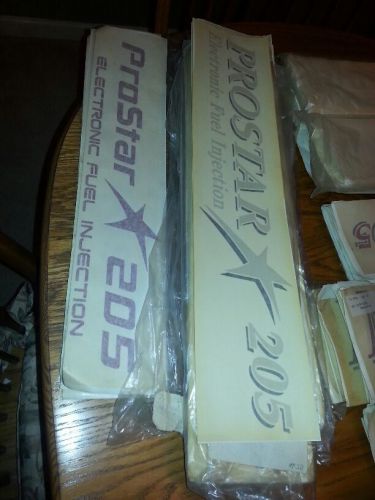 ProStar 205
ELECTRONIC FUEL INJECTION
PROSTAR 205
Electronic Fuel Injection